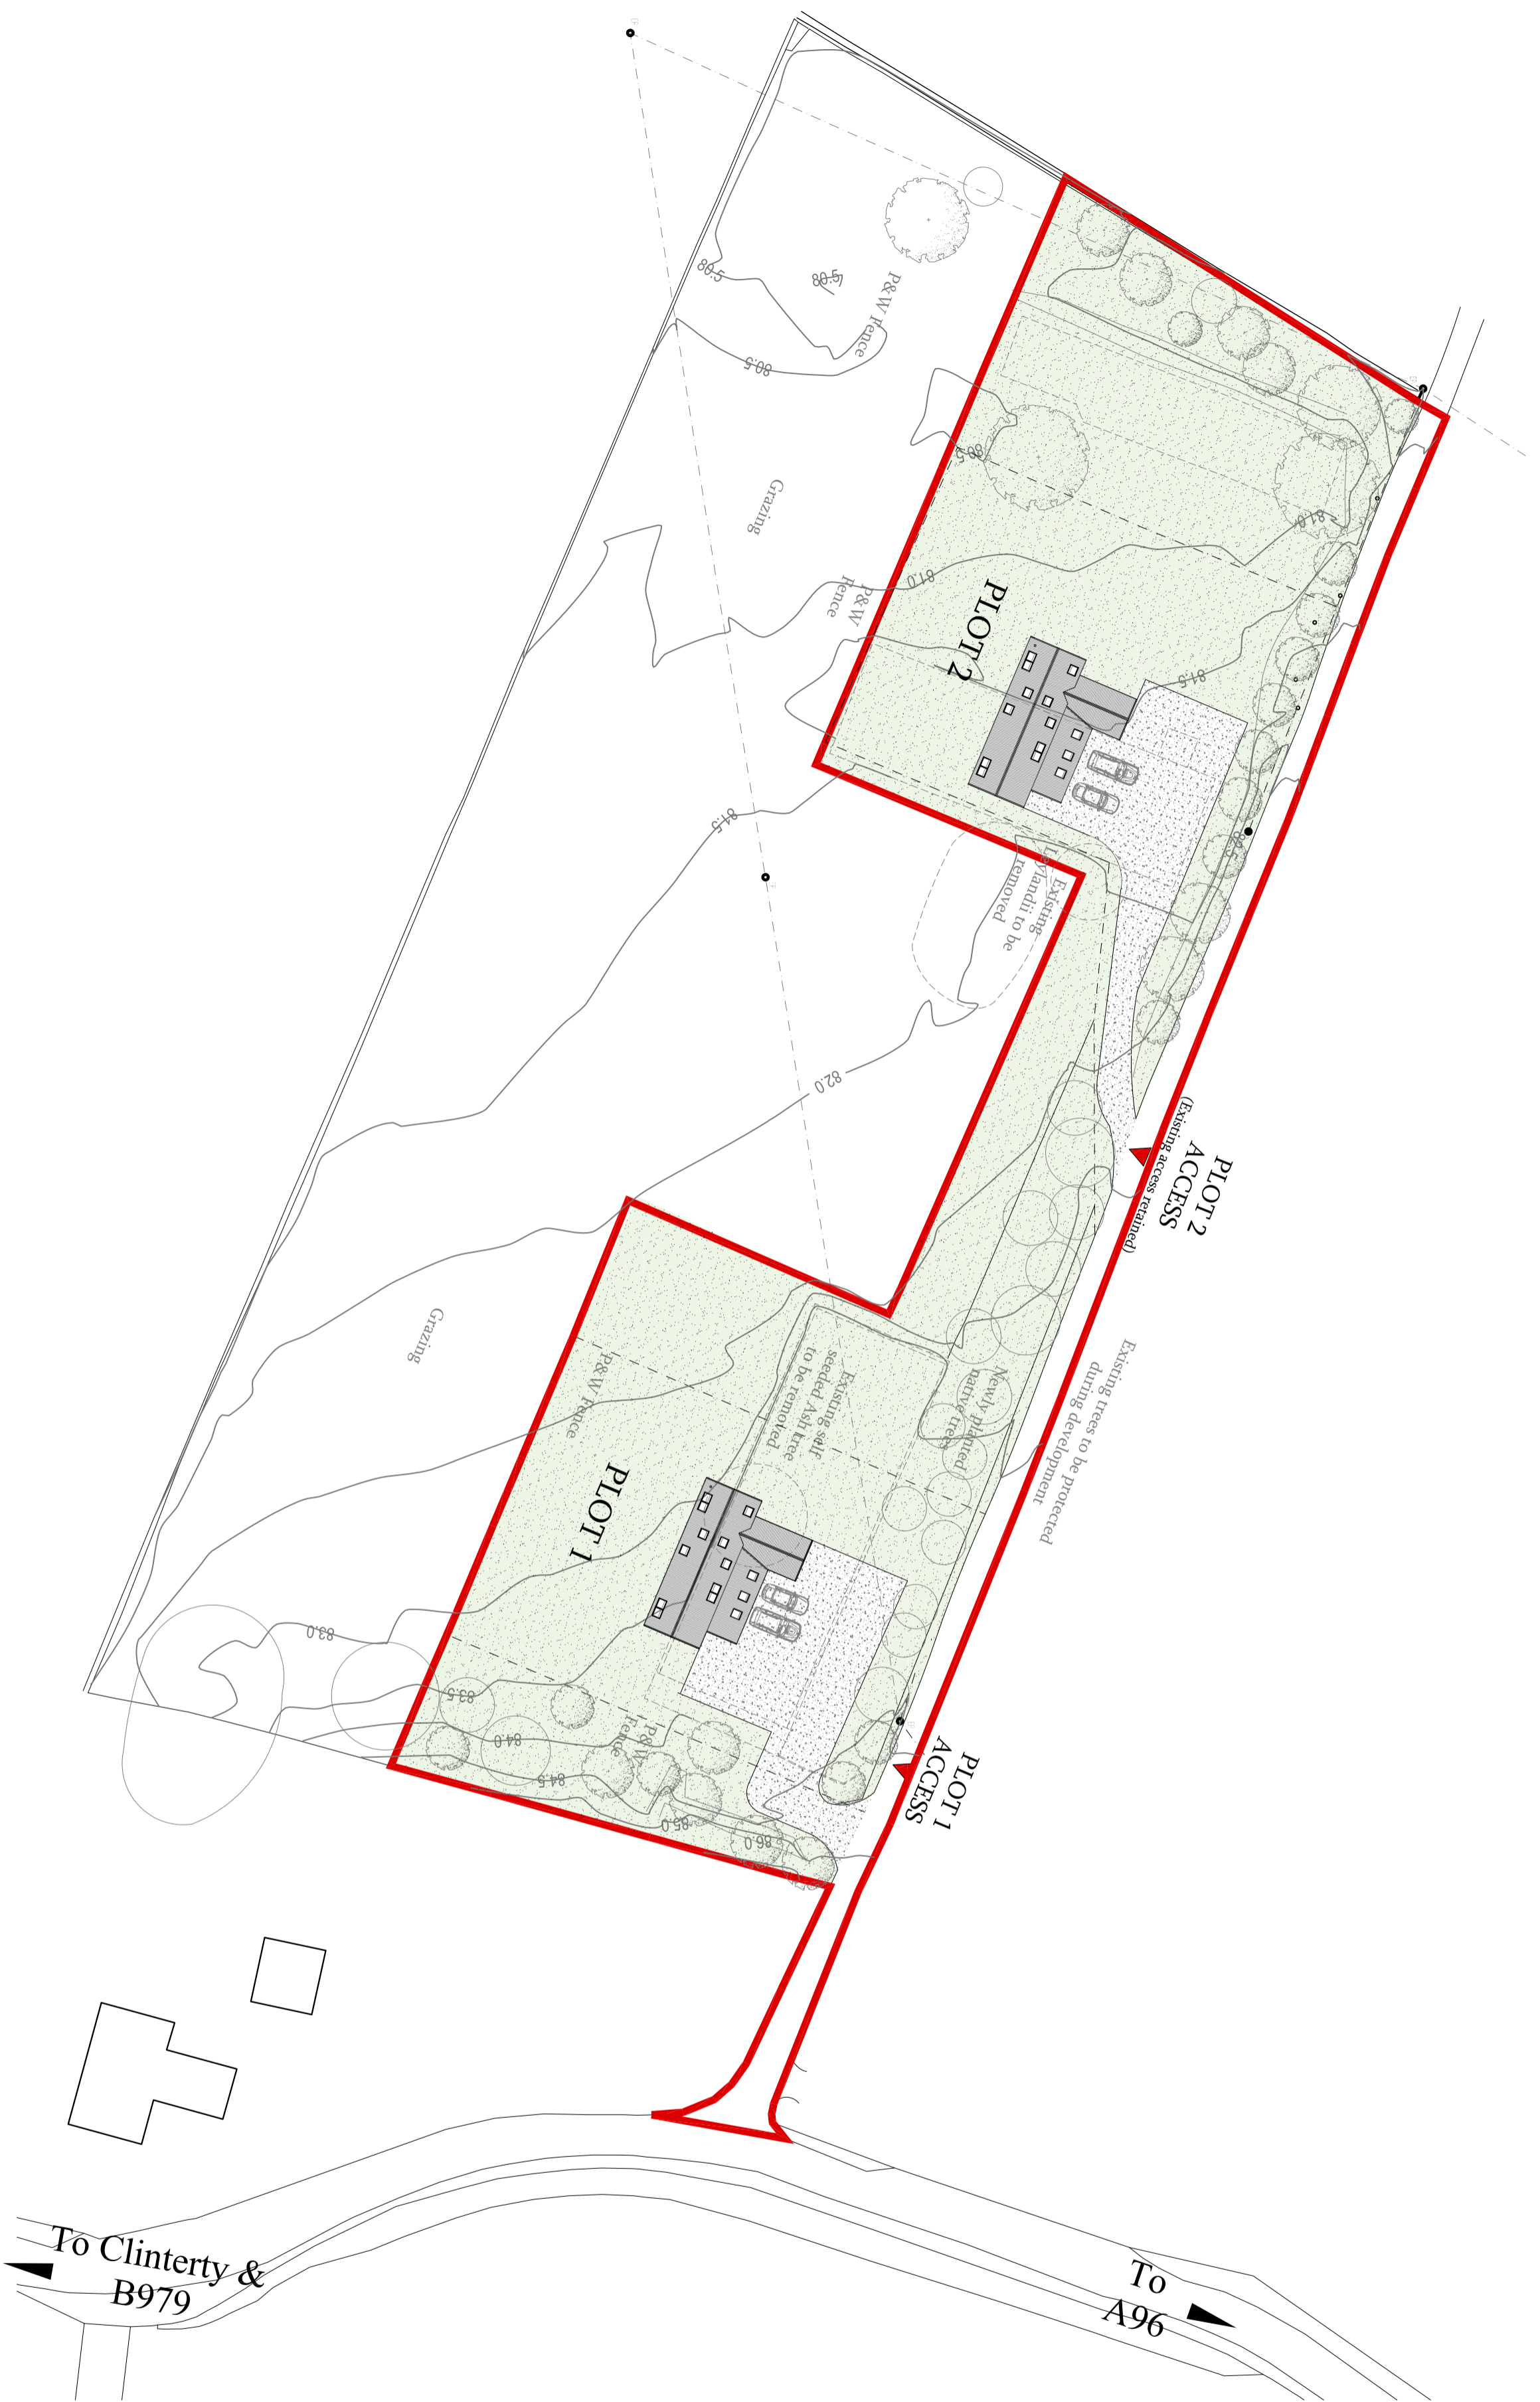 80.5
80.5
P&W Fence
80.5
80.5
Grazing
81.0
P&W
Fence
81.0
PLOT 2
81.5
81.5
82.5
Existing
Leylandii to be
removed
82.0
PLOT 2
ACCESS
(Existing access retained)
Grazing
P&W Fence
Existing self
seeded Ash tree
to be removed
Newly planted
native trees
Existing trees to be protected
during development
PLOT 1
83.0
83.5
84.0
84.5
85.0
86.0
P&W
Fence
PLOT 1
ACCESS
To Clinterty &
B979
To
A96